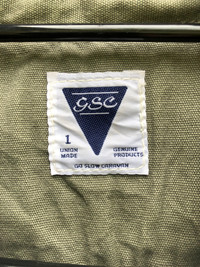 GSC
1
UNION MADE
GENUINE PRODUCTS
GO SLOW CARAVAN